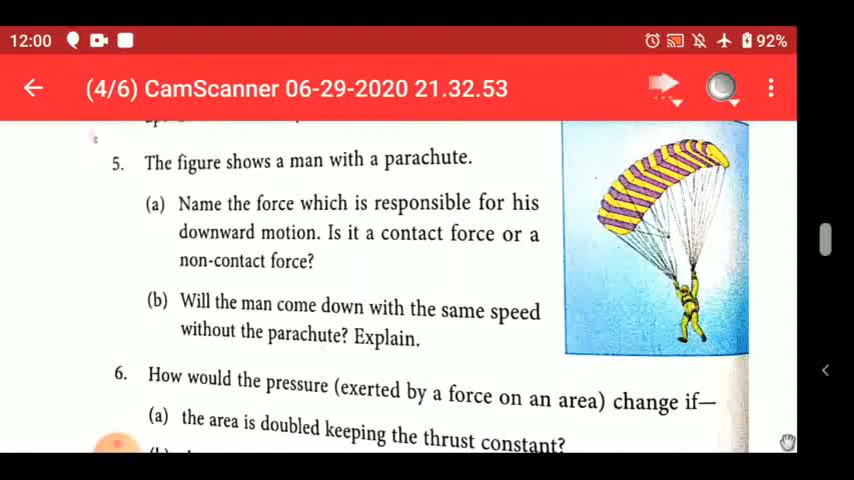 12:00
92%
(4/6) CamScanner 06-29-2020 21.32.53
5. The figure shows a man with a parachute.
(a) Name the force which is responsible for his
downward motion. Is it a contact force or a
non-contact force?
(b) Will the man come down with the same speed
without the parachute? Explain.
6. How would the pressure (exerted by a force on an area) change if—
(a) the area is doubled keeping the thrust constant?